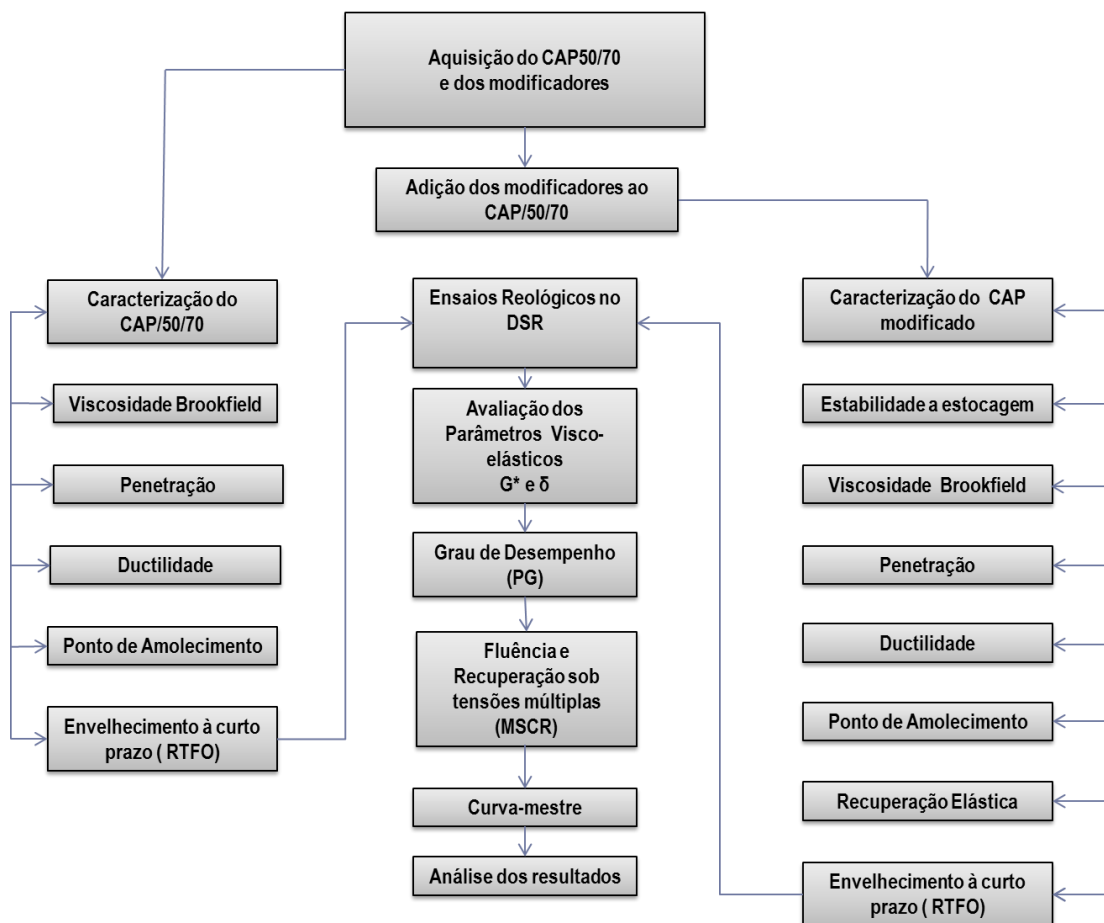 Aquisição do CAP50/70
e dos modificadores
Adição dos modificadores ao
CAP/50/70
Caracterização do
CAP/50/70
Viscosidade Brookfield
Penetração
Ductilidade
Ponto de Amolecimento
Envelhecimento à curto
prazo ( RTFO)
Ensaios Reológicos no
DSR
Avaliação dos
Parâmetros Visco-
elásticos
G* e δ
Grau de Desempenho
(PG)
Fluência e
Recuperação sob
tensões múltiplas
(MSCR)
Curva-mestre
Análise dos resultados
Caracterização do CAP
modificado
Estabilidade a estocagem
Viscosidade Brookfield
Penetração
Ductilidade
Ponto de Amolecimento
Recuperação Elástica
Envelhecimento à curto
prazo ( RTFO)